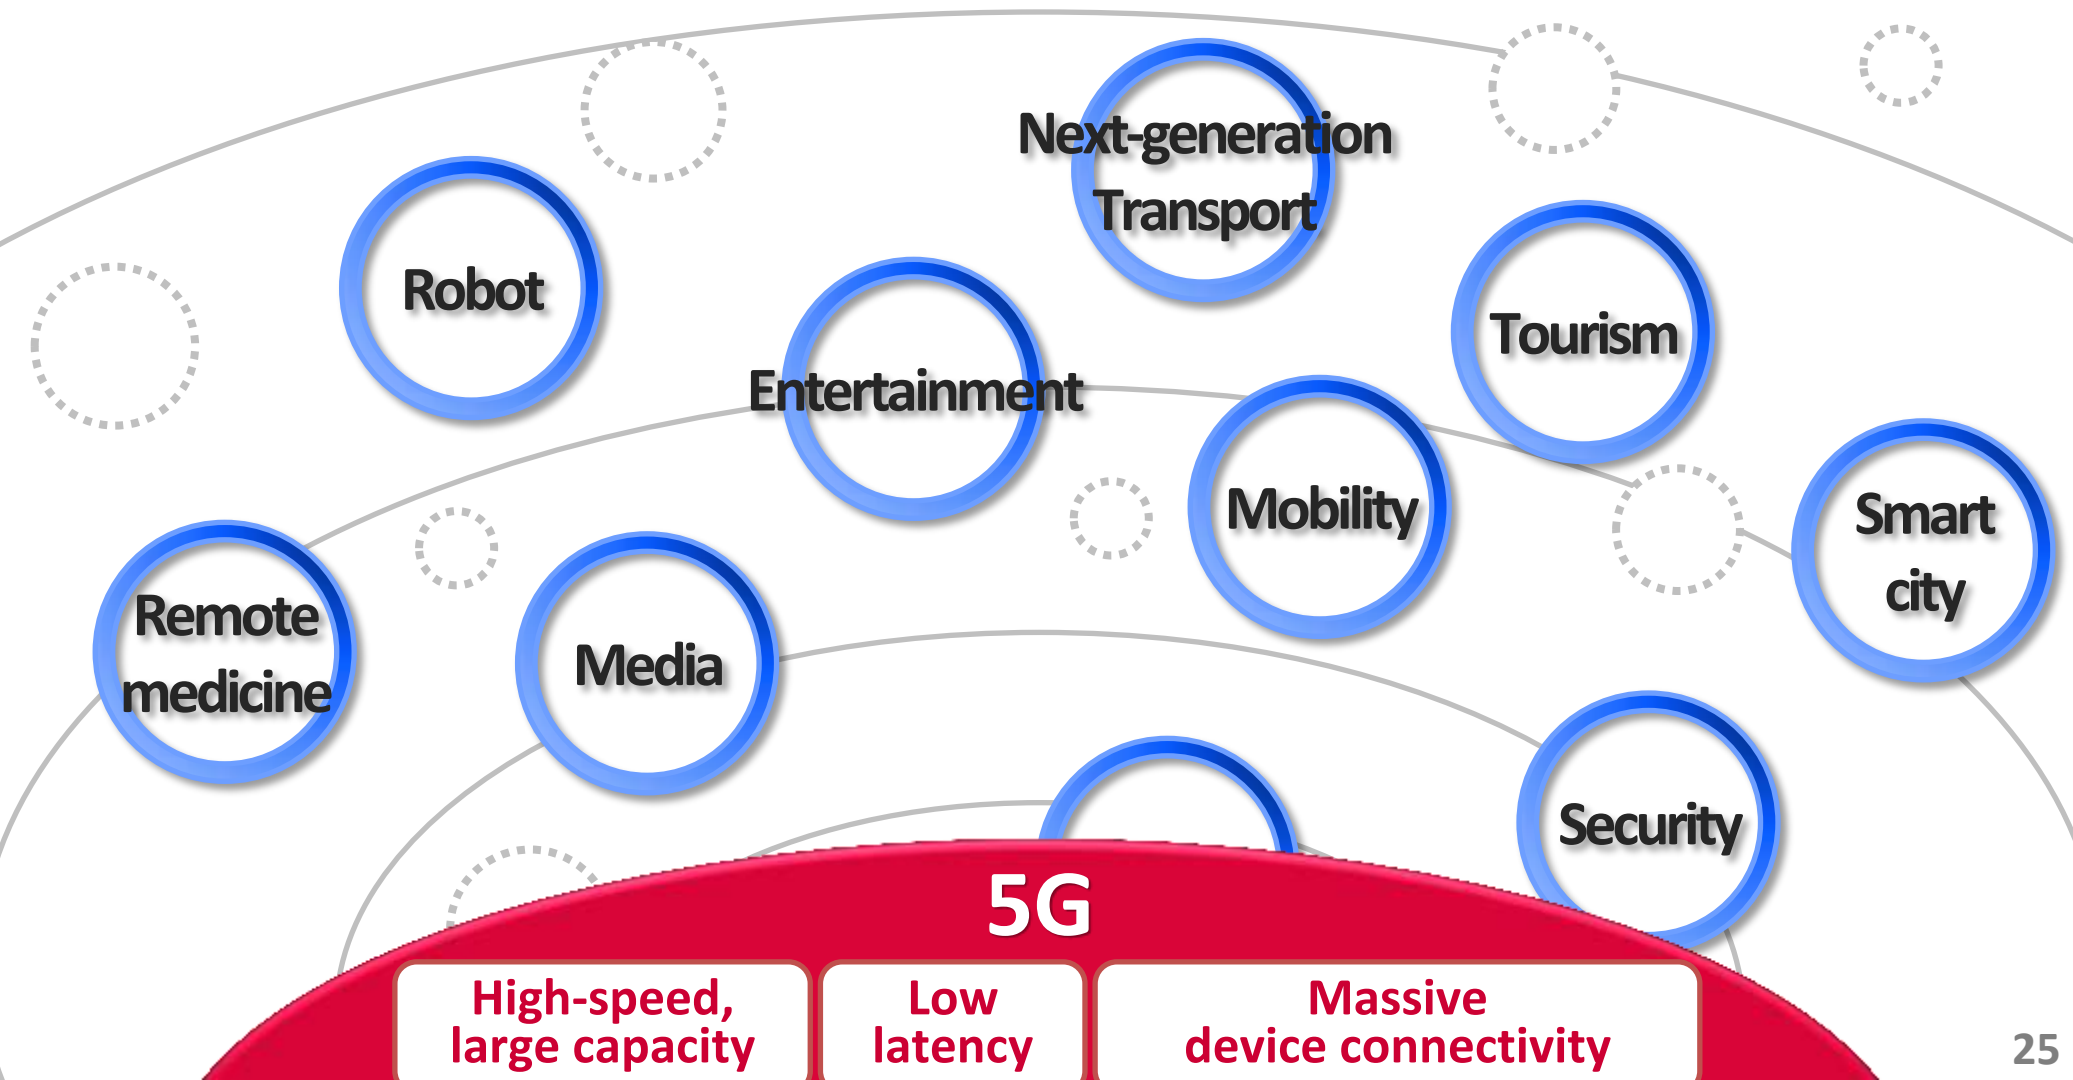 Next-generation
Transport
Robot
Tourism
Entertainment
Mobility
Smart
city
Remote
medicine
Media
Security
5G
High-speed,
large capacity
Low
latency
Massive
device connectivity
25